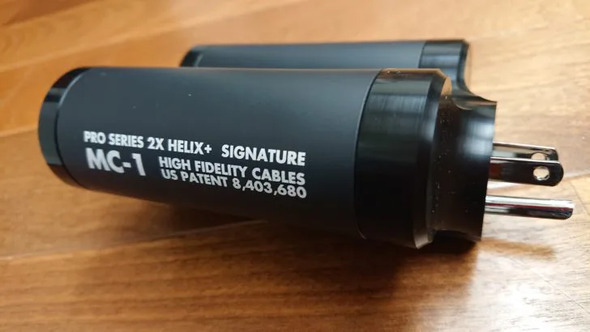 PRO SERIES 2X HELIX+ SIGNATURE
MC-1 HIGH FIDELITY CABLES
US PATENT 8,403,680